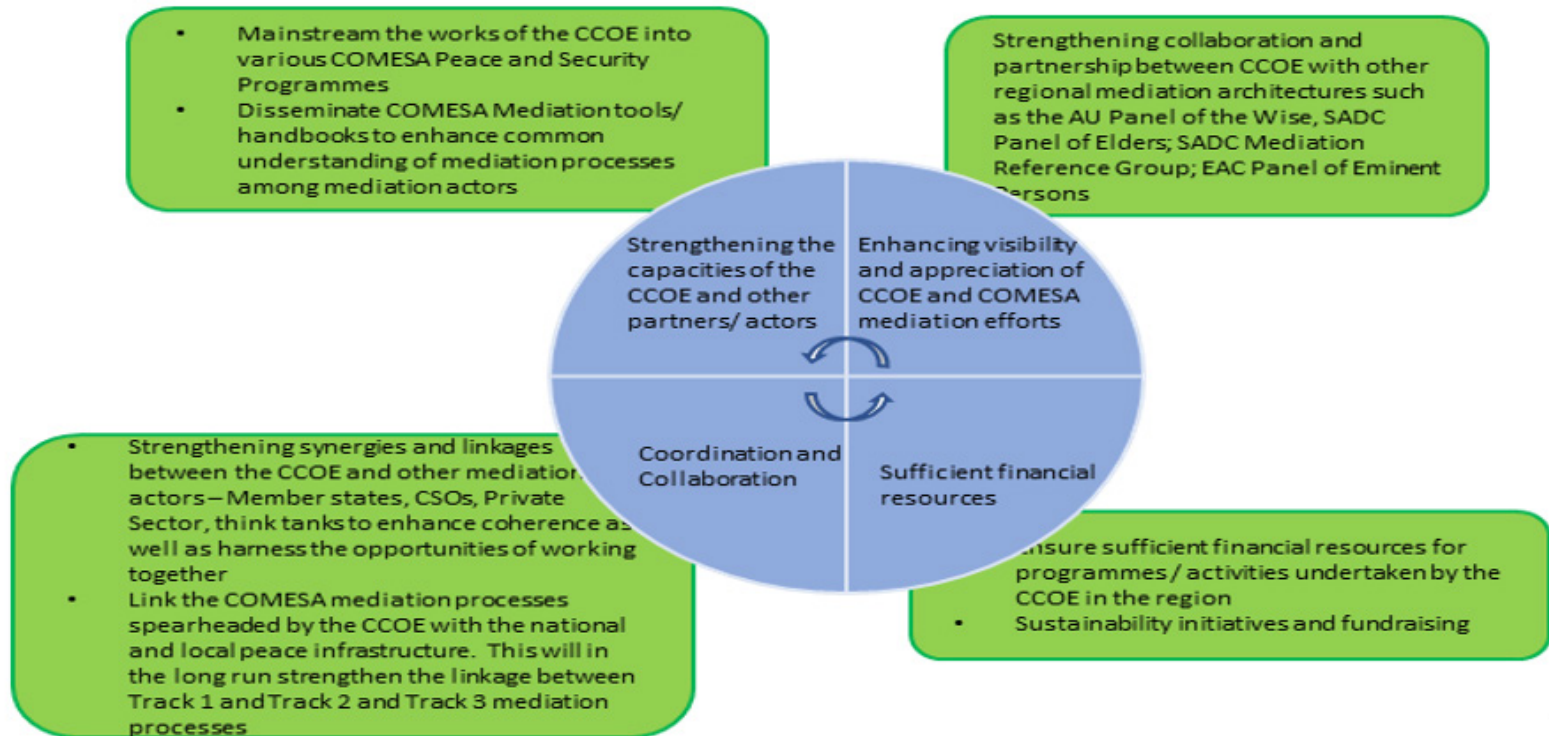 • Mainstream the works of the CCOE into
various COMESA Peace and Security
Programmes
• Disseminate COMESA Mediation tools/
handbooks to enhance common
understanding of mediation processes
among mediation actors
Strengthening collaboration and
partnership between CCOE with other
regional mediation architectures such
as the AU Panel of the Wise, SADC
Panel of Elders; SADC Mediation
Reference Group; EAC Panel of Eminent
Persons
Strengthening the
capacities of the
CCOE and other
partners/ actors
Enhancing visibility
and appreciation of
CCOE and COMESA
mediation efforts
Coordination and
Collaboration
Sufficient financial
resources
• Strengthening synergies and linkages
between the CCOE and other mediation
actors – Member states, CSOs, Private
Sector, think tanks to enhance coherence as
well as harness the opportunities of working
together
• Link the COMESA mediation processes
spearheaded by the CCOE with the national
and local peace infrastructure. This will in
the long run strengthen the linkage between
Track 1 and Track 2 and Track 3 mediation
processes
Ensure sufficient financial resources for
programmes / activities undertaken by the
CCOE in the region
• Sustainability initiatives and fundraising